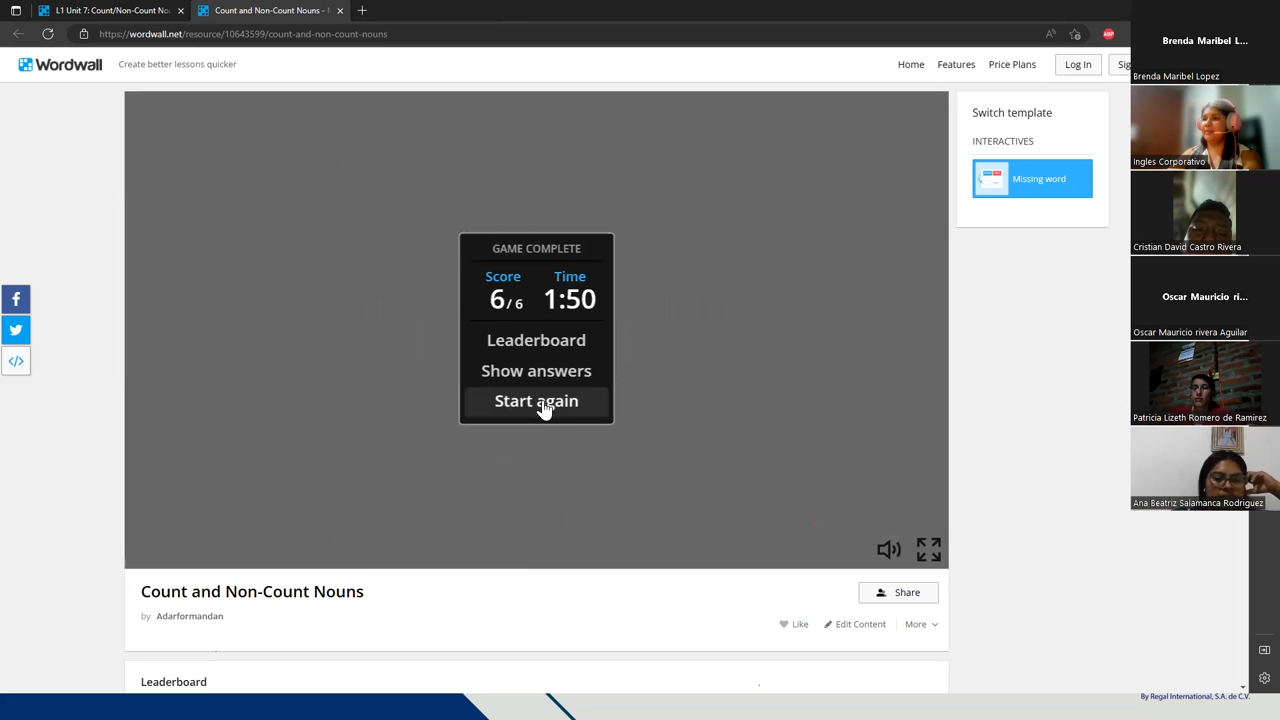 L1 Unit 7: Count/Non-Count No
Count and Non-Count Nouns -
https://wordwall.net/resource/10643599/count-and-non-count-nouns
ABP
Wordwall
Create better lessons quicker
Home
Features
Price Plans
Log In
Sig
Switch template
INTERACTIVES
Missing word
GAME COMPLETE
Score Time
6/6 1:50
Leaderboard
Show answers
Start again
Count and Non-Count Nouns
by Adarformandan
Share
Like
Edit Content
More
Leaderboard
Brenda Maribel L...
Brenda Maribel Lopez
Ingles Corporativo
Cristian David Castro Rivera
Oscar Mauricio ri...
Oscar Mauricio rivera Aguilar
Patricia Lizeth Romero de Ramirez
Ana Beatriz Salamanca Rodriguez
By Regal International, S.A. de C.V.